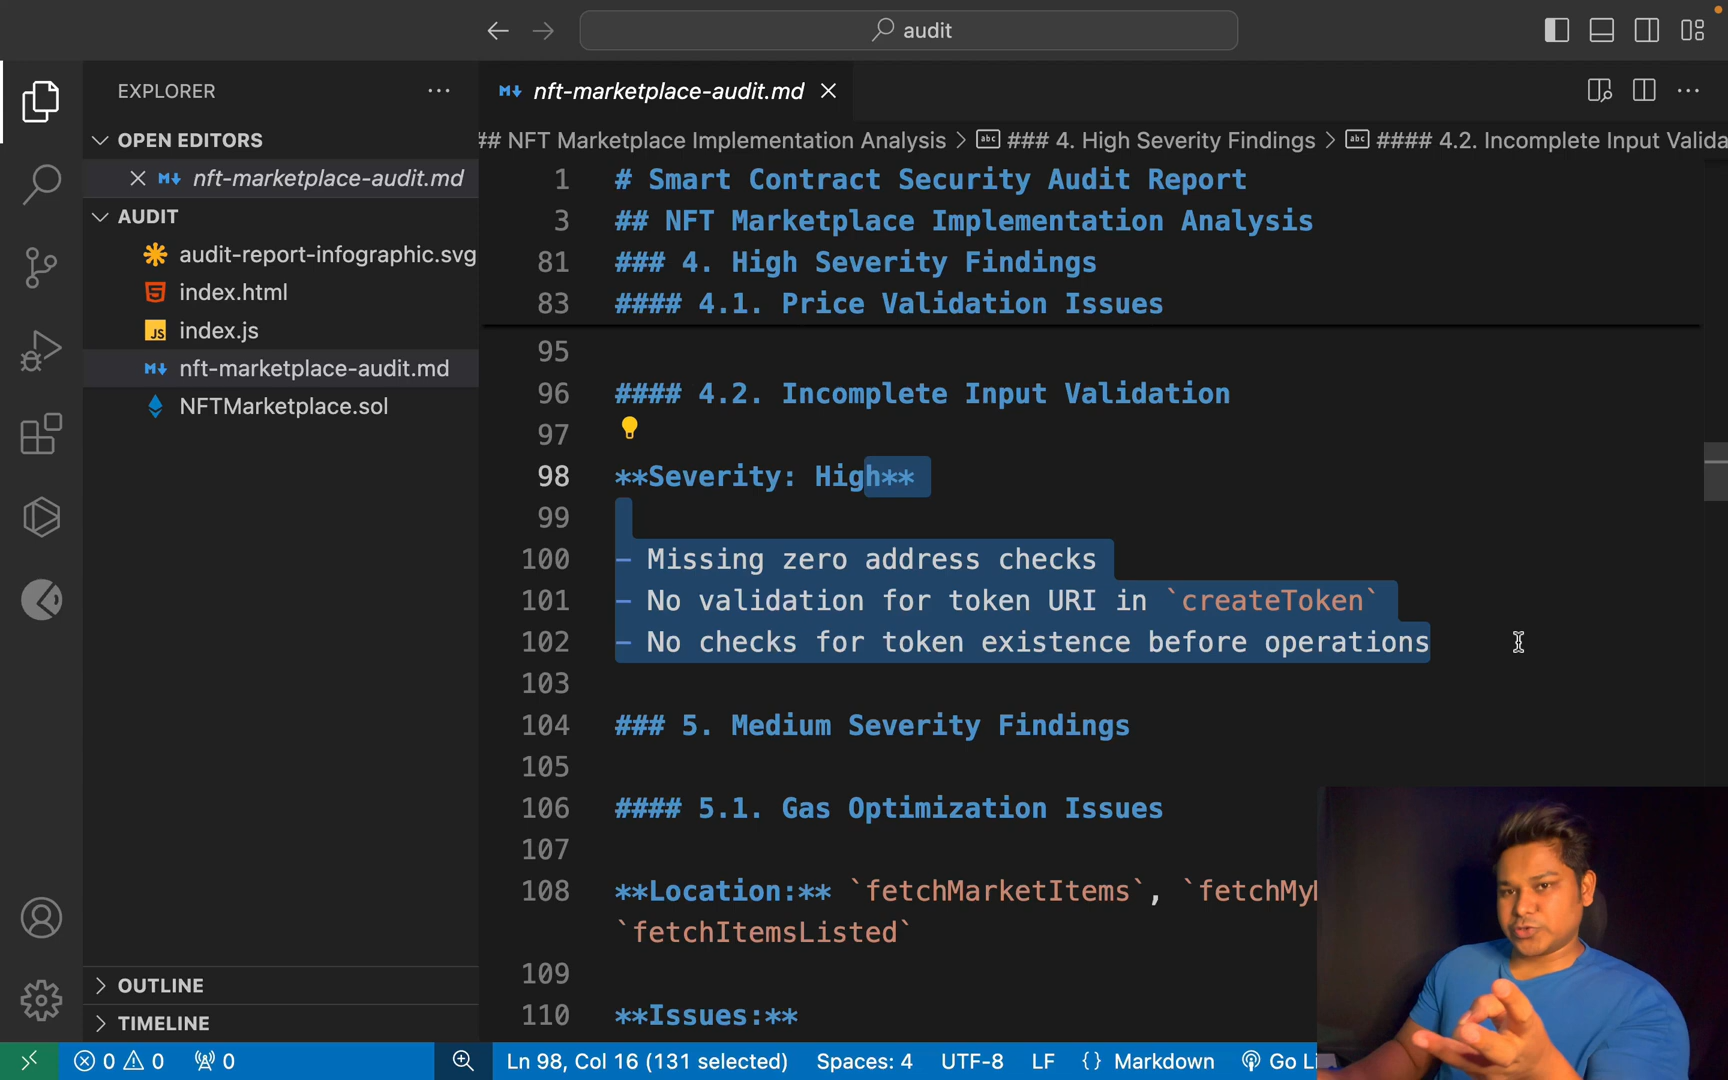 audit
EXPLORER
OPEN EDITORS
nft-marketplace-audit.md
AUDIT
audit-report-infographic.svg
index.html
JS index.js
nft-marketplace-audit.md
NFTMarketplace.sol
OUTLINE
TIMELINE
nft-marketplace-audit.md
## NFT Marketplace Implementation Analysis > abc ### 4. High Severity Findings > abc #### 4.2. Incomplete Input Valida
1 # Smart Contract Security Audit Report
3 ## NFT Marketplace Implementation Analysis
81 ### 4. High Severity Findings
83 #### 4.1. Price Validation Issues
95
96 #### 4.2. Incomplete Input Validation
97
98 **Severity: High**
99
100 - Missing zero address checks
101 - No validation for token URI in `createToken`
102 - No checks for token existence before operations
103
104 ### 5. Medium Severity Findings
105
106 #### 5.1. Gas Optimization Issues
107
108 **Location:** `fetchMarketItems`, `fetchMy
`fetchItemsListed`
109
110 **Issues:**
0 0 0 Ln 98, Col 16 (131 selected) Spaces: 4 UTF-8 LF {} Markdown Go Li